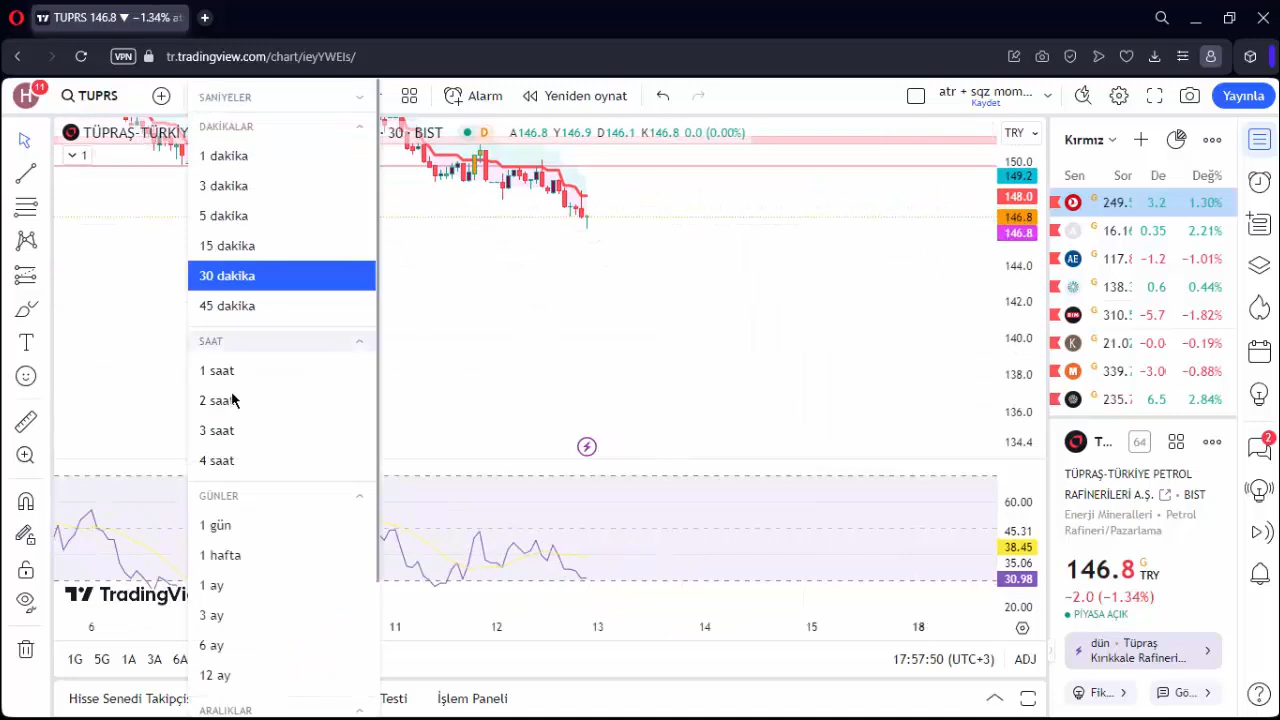 TUPRS 146.8 ▼ −1.34%
VPN
tr.tradingview.com/chart/ieyYWEIs/
H 11
TUPRS
Alarm
Yeniden oynat
atr + sqz mom...
Kaydet
Yayınla
TÜPRAŞ-TÜRKİY
· 30 · BIST
D
A146.8 Y146.9 D146.1 K146.8 0.0 (0.00%)
1
TRY
SANİYELER
DAKİKALAR
1 dakika
3 dakika
5 dakika
15 dakika
30 dakika
45 dakika
SAAT
1 saat
2 saat
3 saat
4 saat
GÜNLER
1 gün
1 hafta
1 ay
3 ay
6 ay
12 ay
ARALIKLAR
150.0
149.2
148.0
146.8
146.8
144.0
142.0
140.0
138.0
136.0
134.4
60.00
45.31
38.45
35.06
30.98
20.00
TradingVi
6 11 12 13 14 15 18
1G 5G 1A 3A 6A
17:57:50 (UTC+3) ADJ
Hisse Senedi Takipçis
Testi
İşlem Paneli
Kırmız
Sen Sor De Değ%
G 249. 3.2 1.30%
G 16.16 0.35 2.21%
AE G 117.8 −1.2 −1.01%
G 138. 0.6 0.44%
BIM G 310. −5.7 −1.82%
K G 21.0 −0.0 −0.19%
M G 339. −3.0 −0.88%
G 235. 6.5 2.84%
T... 64
TÜPRAŞ-TÜRKİYE PETROL
RAFİNERİLERİ A.Ş. · BIST
Enerji Mineralleri · Petrol
Rafineri/Pazarlama
146.8 G TRY
−2.0 (−1.34%)
PİYASA AÇIK
dün · Tüpraş
Kırıkkale Rafineri...
Fik...
Gö...
2